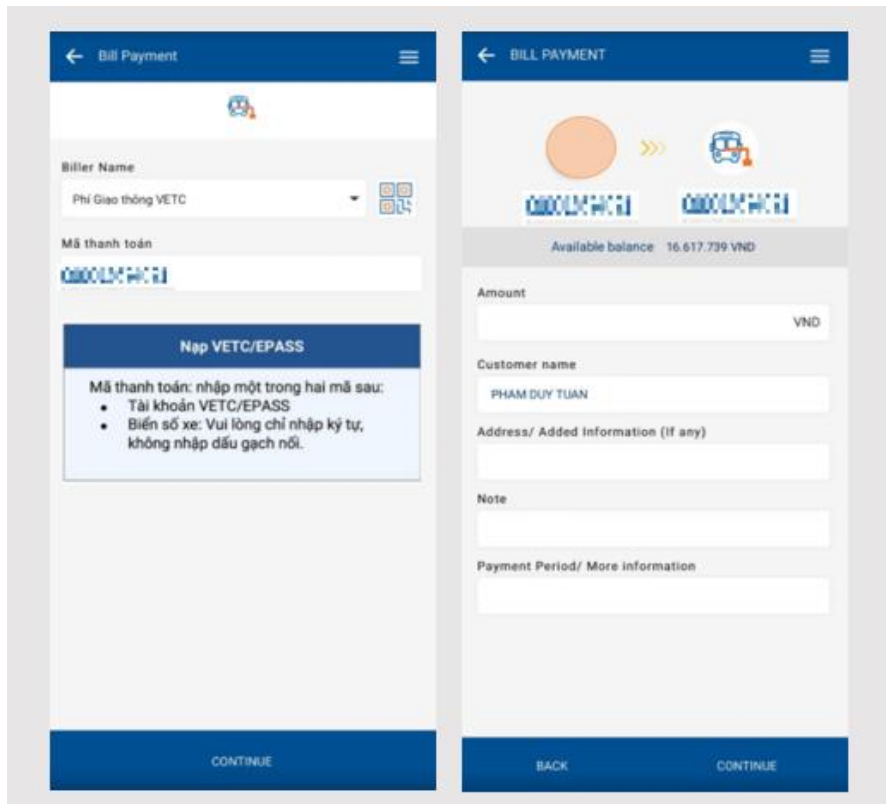 Bill Payment
Biller Name
Phí Giao thông VETC
Mã thanh toán
Nạp VETC/EPASS
Mã thanh toán: nhập một trong hai mã sau:
• Tài khoản VETC/EPASS
• Biển số xe: Vui lòng chỉ nhập ký tự,
không nhập dấu gạch nối.
CONTINUE
BILL PAYMENT
Available balance 16.617.739 VND
Amount
VND
Customer name
PHAM DUY TUAN
Address/ Added Information (If any)
Note
Payment Period/ More information
BACK CONTINUE